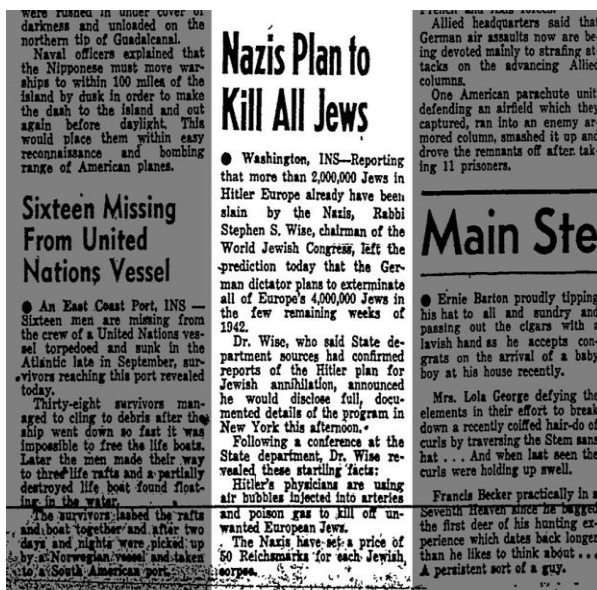 were rushed in under cover of
darkness and unloaded on the
northern tip of Guadalcanal.
Naval officers explained that
the Nipponese must move war-
ships to within 100 miles of the
island by dusk in order to make
the dash to the island and out
again before daylight. This
would place them within easy
reconnaissance and bombing
range of American planes.
Sixteen Missing
From United
Nations Vessel
● An East Coast Port, INS —
Sixteen men are missing from
the crew of a United Nations ves-
sel torpedoed and sunk in the
Atlantic late in September, sur-
vivors reaching this port revealed
today.
Thirty-eight survivors man-
aged to cling to debris after the
ship went down so fast it was
impossible to free the life boats.
Later the men made their way
to three life rafts and a partially
destroyed life boat found float-
ing in the water.
The survivors lashed the rafts
and boat together and after two
days and nights were picked up
by a Norwegian vessel and taken
to a South American port.
Nazis Plan to
Kill All Jews
● Washington, INS—Reporting
that more than 2,000,000 Jews in
Hitler Europe already have been
slain by the Nazis, Rabbi
Stephen S. Wise, chairman of the
World Jewish Congress, left the
prediction today that the Ger-
man dictator plans to exterminate
all of Europe's 4,000,000 Jews in
the few remaining weeks of
1942.
Dr. Wise, who said State de-
partment sources had confirmed
reports of the Hitler plan for
Jewish annihilation, announced
he would disclose full, docu-
mented details of the program in
New York this afternoon.
Following a conference at the
State department, Dr. Wise re-
vealed these startling facts:
Hitler's physicians are using
air bubbles injected into arteries
and poison gas to kill off un-
wanted European Jews.
The Nazis have set a price of
50 Reichsmarks for each Jewish
corpse.
French and Axis forces.
Allied headquarters said that
German air assaults now are be-
ing devoted mainly to strafing at-
tacks on the advancing Allied
columns.
One American parachute unit
defending an airfield which they
captured, ran into an enemy ar-
mored column, smashed it up and
drove the remnants off after tak-
ing 11 prisoners.
Main Ste
● Ernie Barton proudly tipping
his hat to all and sundry and
passing out the cigars with a
lavish hand as he accepts con-
grats on the arrival of a baby
boy at his house recently.
Mrs. Lola George defying the
elements in their effort to break
down a recently coiffed hair-do of
curls by traversing the Stem sans
hat . . . And when last seen the
curls were holding up swell.
Francis Becker practically in a
Seventh Heaven since he bagged
the first deer of his hunting ex-
perience which dates back longer
than he likes to think about . . .
A persistent sort of a guy.